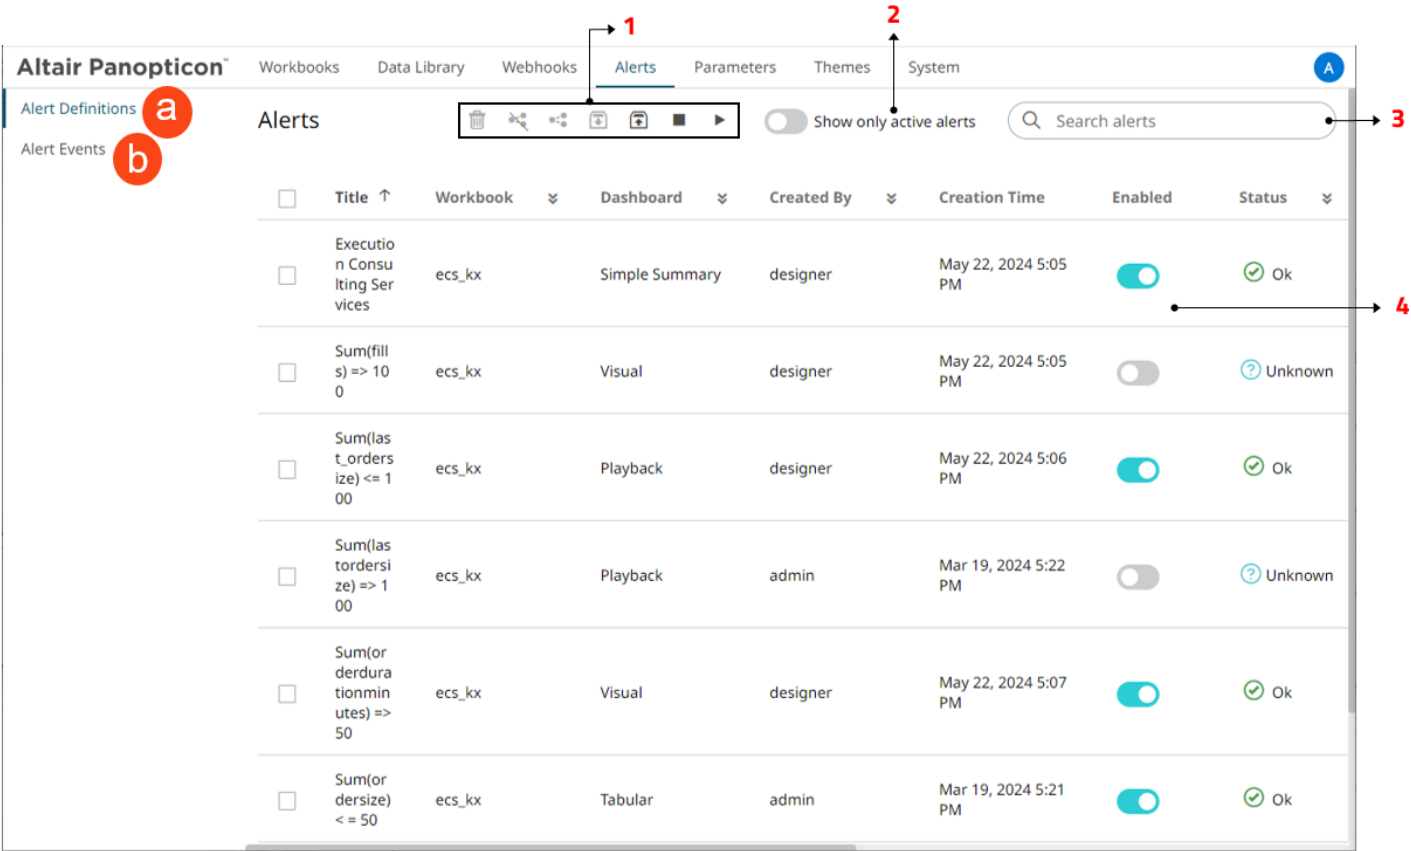 1
2
Altair Panopticon™
Workbooks Data Library Webhooks Alerts Parameters Themes System A
Alert Definitions a
Alert Events b
Alerts Show only active alerts Search alerts 3
Title Workbook Dashboard Created By Creation Time Enabled Status
Executio
n Consu
lting Ser
vices
ecs_kx Simple Summary designer
May 22, 2024 5:05
PM
Ok
4
Sum(fill
s) => 10
0
ecs_kx Visual designer
May 22, 2024 5:05
PM
? Unknown
Sum(las
t_orders
ize) <= 1
00
ecs_kx Playback designer
May 22, 2024 5:06
PM
Ok
Sum(las
tordersi
ze) => 1
00
ecs_kx Playback admin
Mar 19, 2024 5:22
PM
? Unknown
Sum(or
derdura
tionmin
utes) =>
50
ecs_kx Visual designer
May 22, 2024 5:07
PM
Ok
Sum(or
dersize)
< = 50
ecs_kx Tabular admin
Mar 19, 2024 5:21
PM
Ok